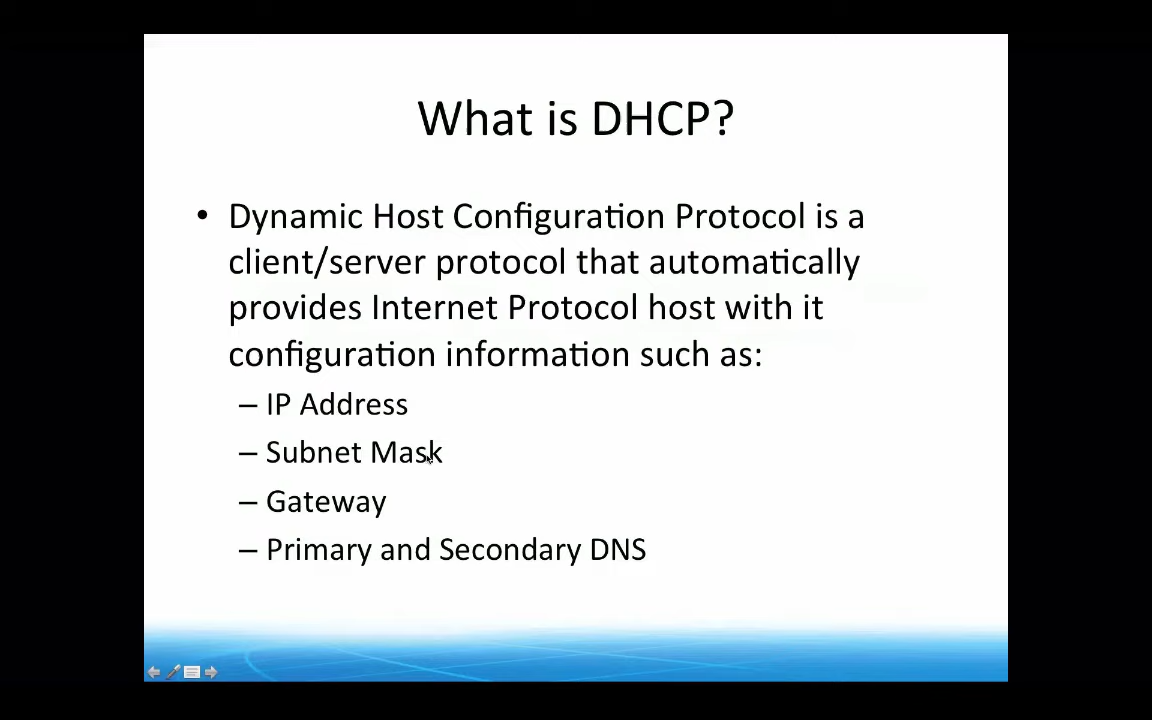 What is DHCP?
• Dynamic Host Configuration Protocol is a
client/server protocol that automatically
provides Internet Protocol host with it
configuration information such as:
– IP Address
– Subnet Mask
– Gateway
– Primary and Secondary DNS